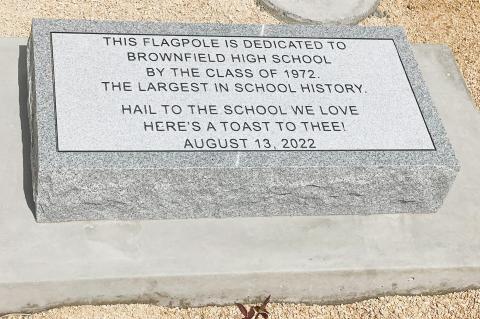 THIS FLAGPOLE IS DEDICATED TO
BROWNFIELD HIGH SCHOOL
BY THE CLASS OF 1972.
THE LARGEST IN SCHOOL HISTORY.
HAIL TO THE SCHOOL WE LOVE
HERE'S A TOAST TO THEE!
AUGUST 13, 2022